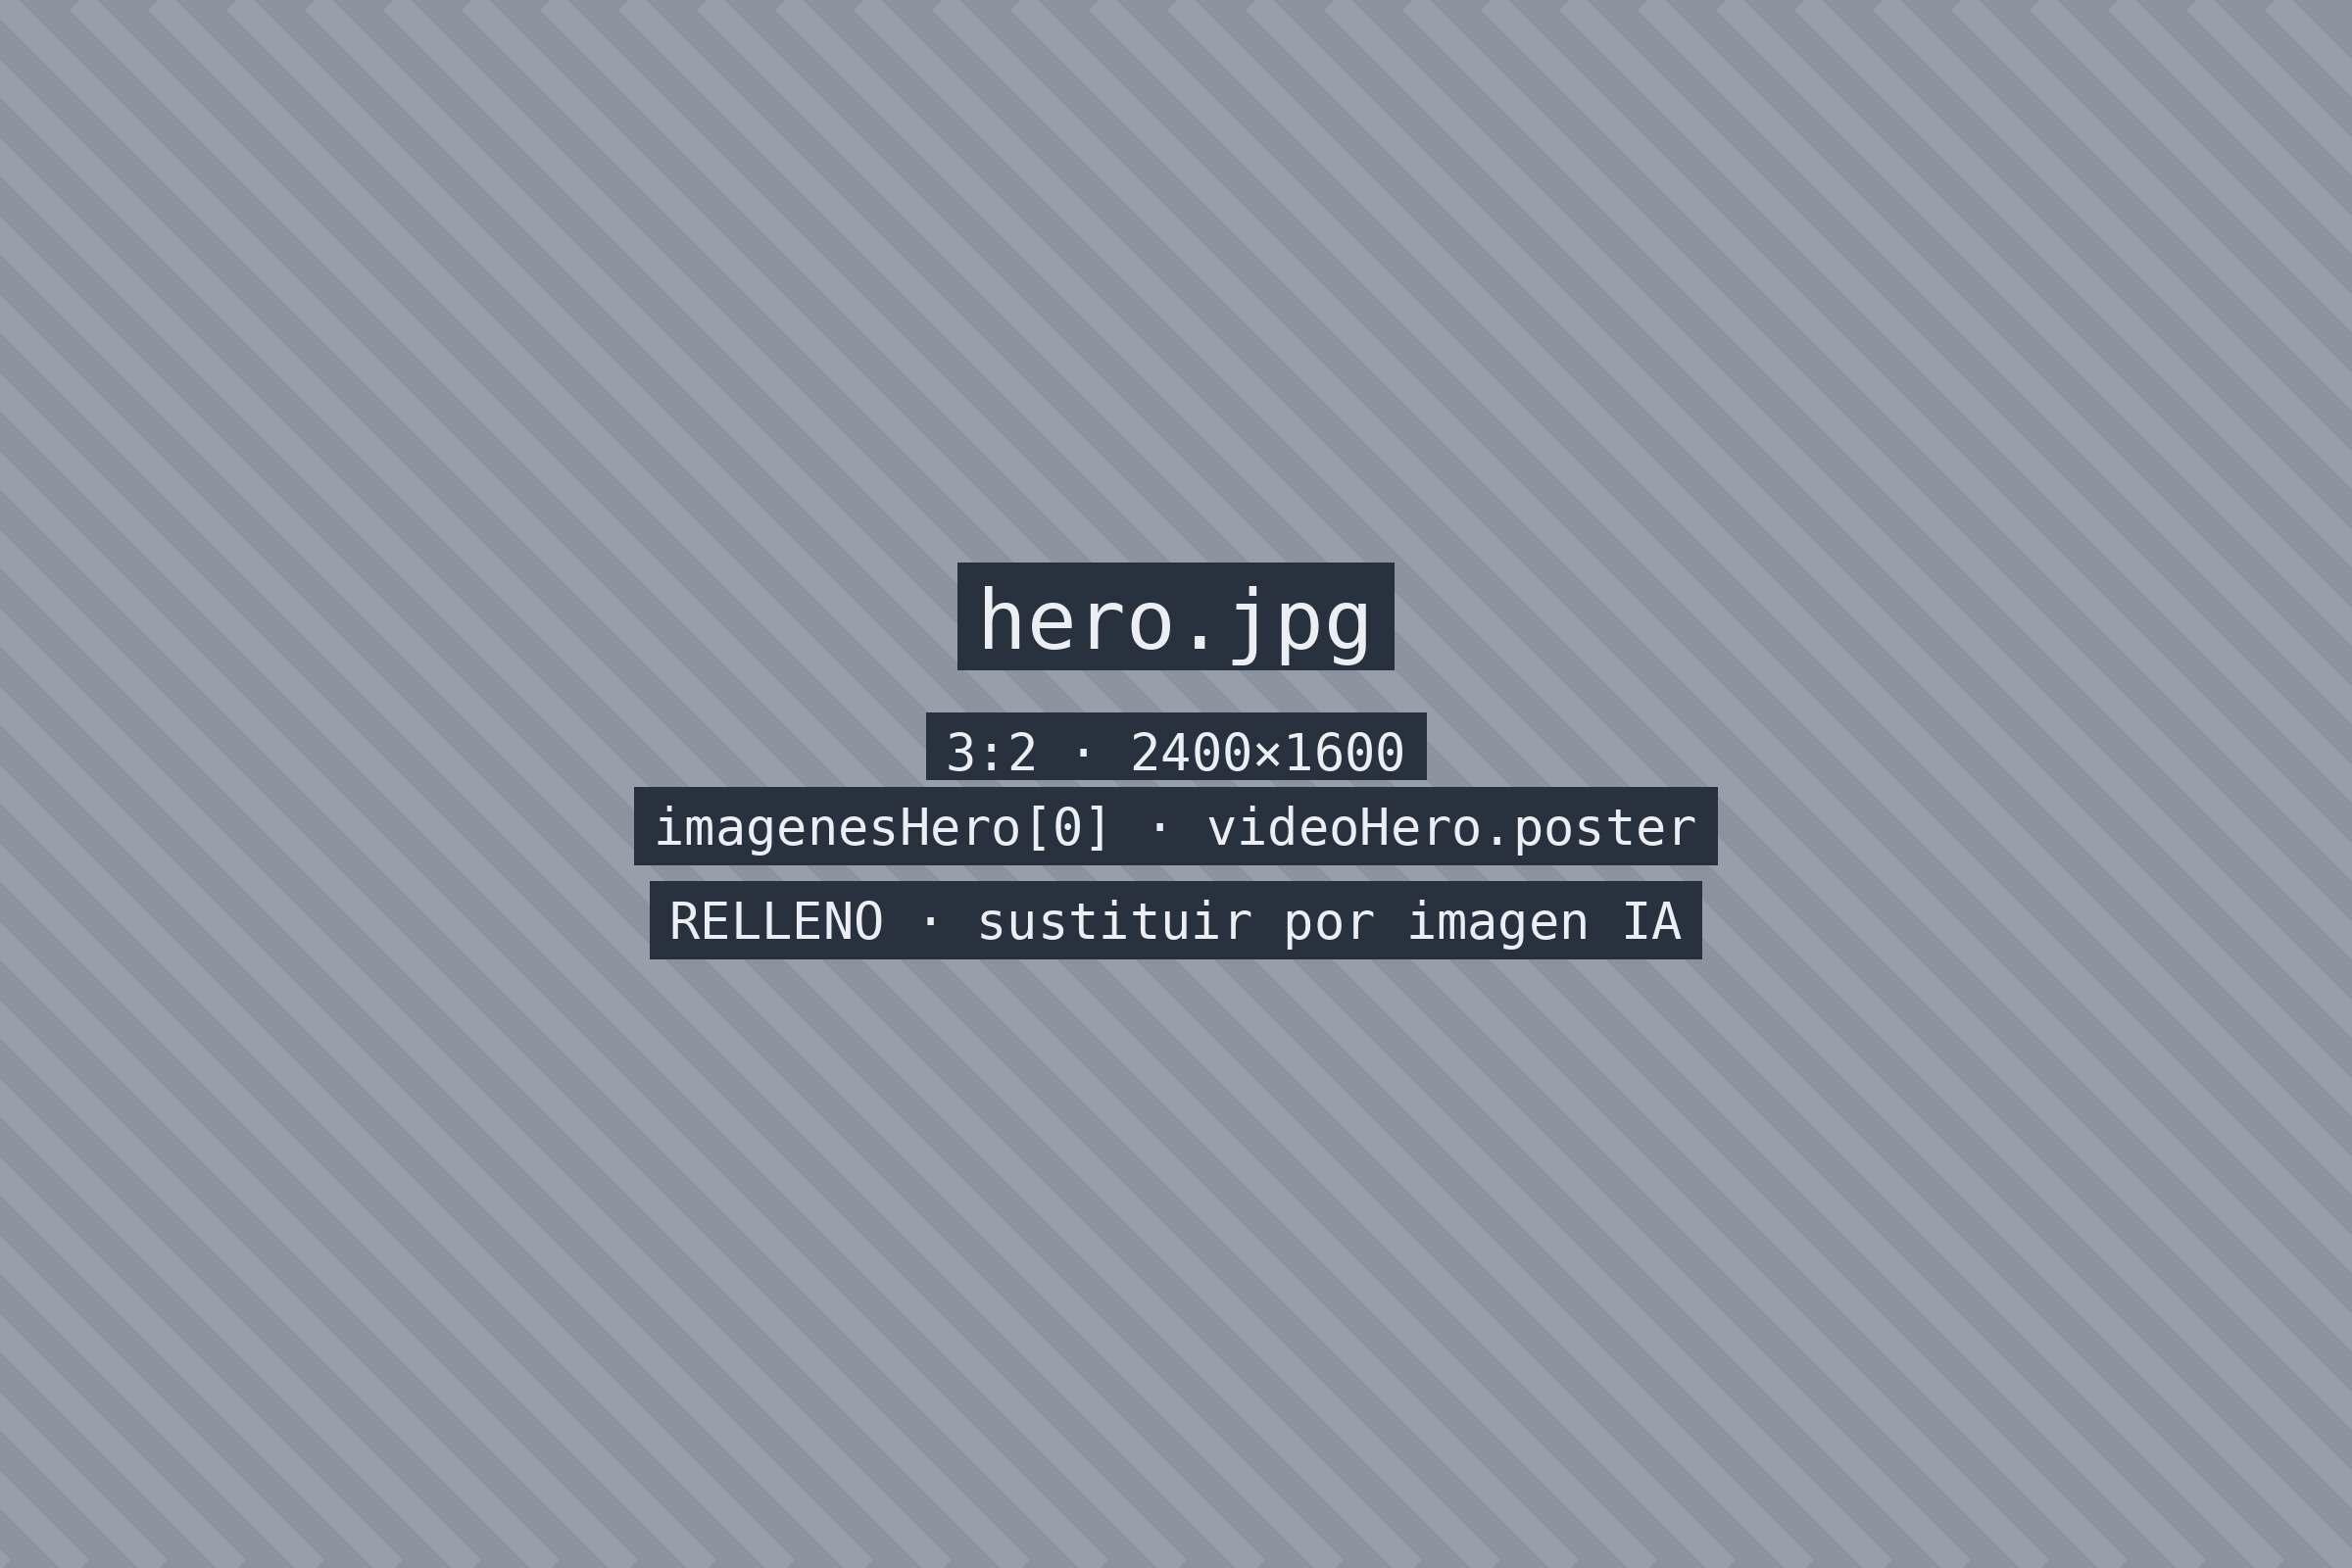 hero.jpg
3:2 · 2400×1600
imagenesHero[0] · videoHero.poster
RELLENO · sustituir por imagen IA